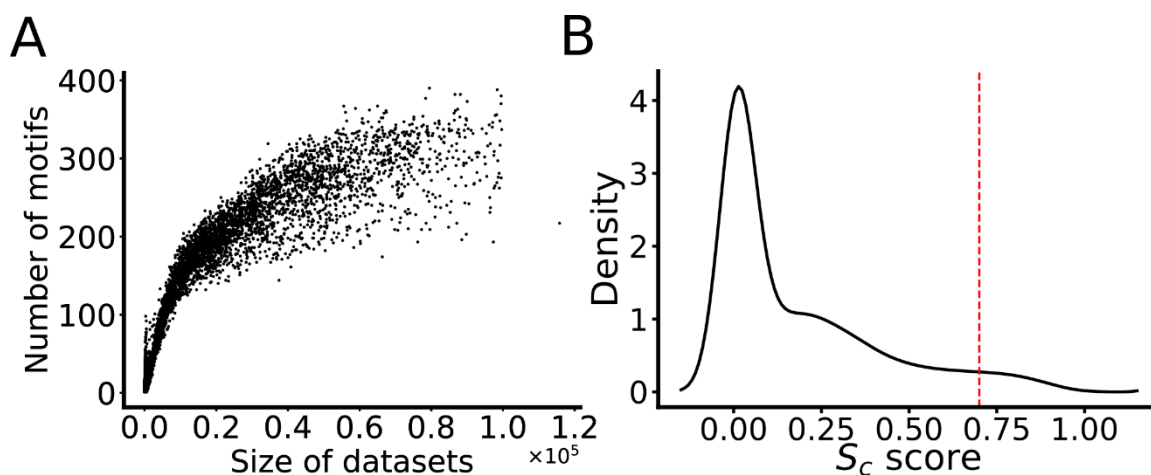 A
Number of motifs
400
300
200
100
0
0.0 0.2 0.4 0.6 0.8 1.0 1.2
Size of datasets ×10⁵
B
Density
4
3
2
1
0
0.00 0.25 0.50 0.75 1.00
S_C score